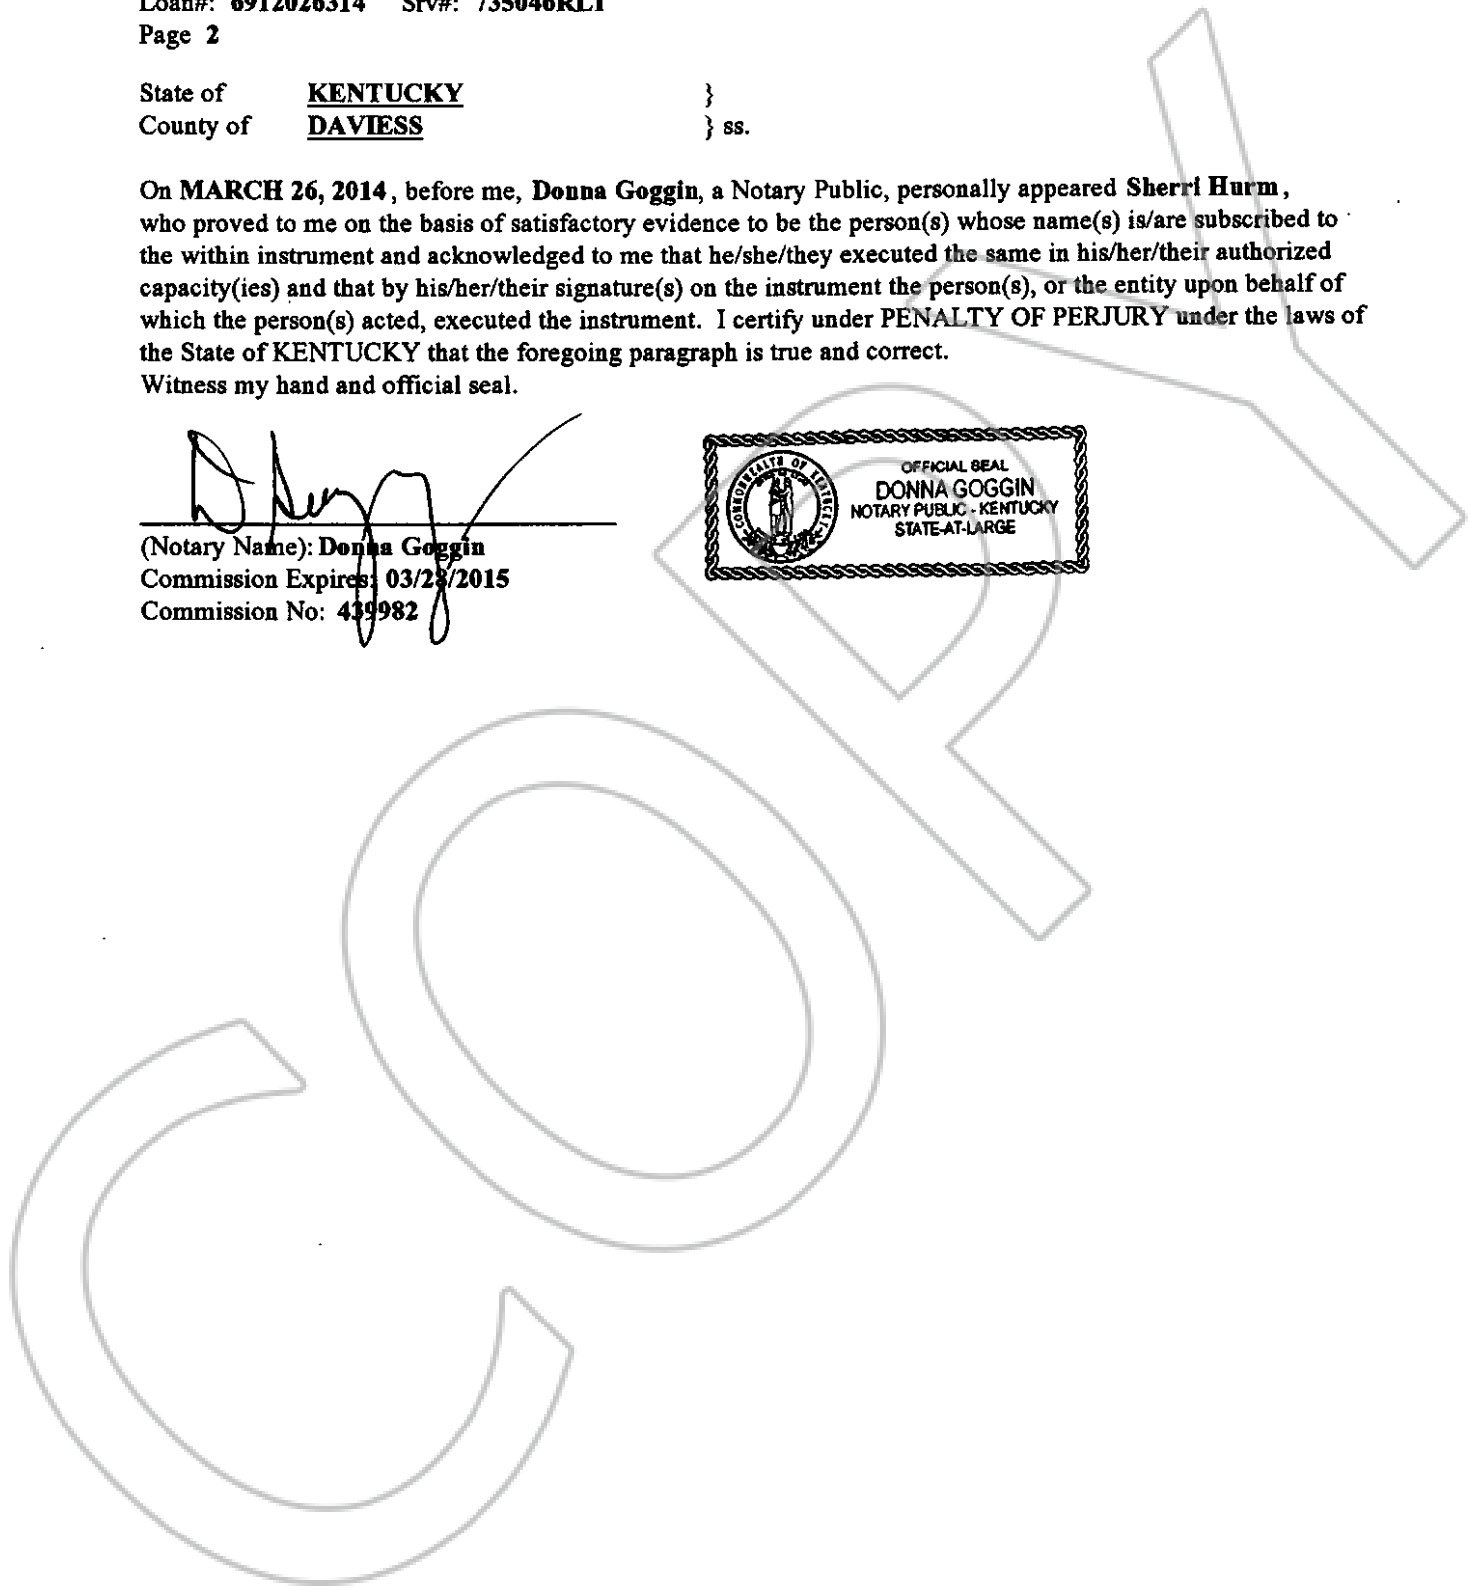 Loan#: 6912026314 Srv#: 735046RL1
Page 2
State of KENTUCKY }
County of DAVIESS } ss.
On MARCH 26, 2014, before me, Donna Goggin, a Notary Public, personally appeared Sherri Hurm,
who proved to me on the basis of satisfactory evidence to be the person(s) whose name(s) is/are subscribed to
the within instrument and acknowledged to me that he/she/they executed the same in his/her/their authorized
capacity(ies) and that by his/her/their signature(s) on the instrument the person(s), or the entity upon behalf of
which the person(s) acted, executed the instrument. I certify under PENALTY OF PERJURY under the laws of
the State of KENTUCKY that the foregoing paragraph is true and correct.
Witness my hand and official seal.
COMMONWEALTH OF KENTUCKY
OFFICIAL SEAL
DONNA GOGGIN
NOTARY PUBLIC - KENTUCKY
STATE-AT-LARGE
(Notary Name): Donna Goggin
Commission Expires: 03/28/2015
Commission No: 439982
COPY